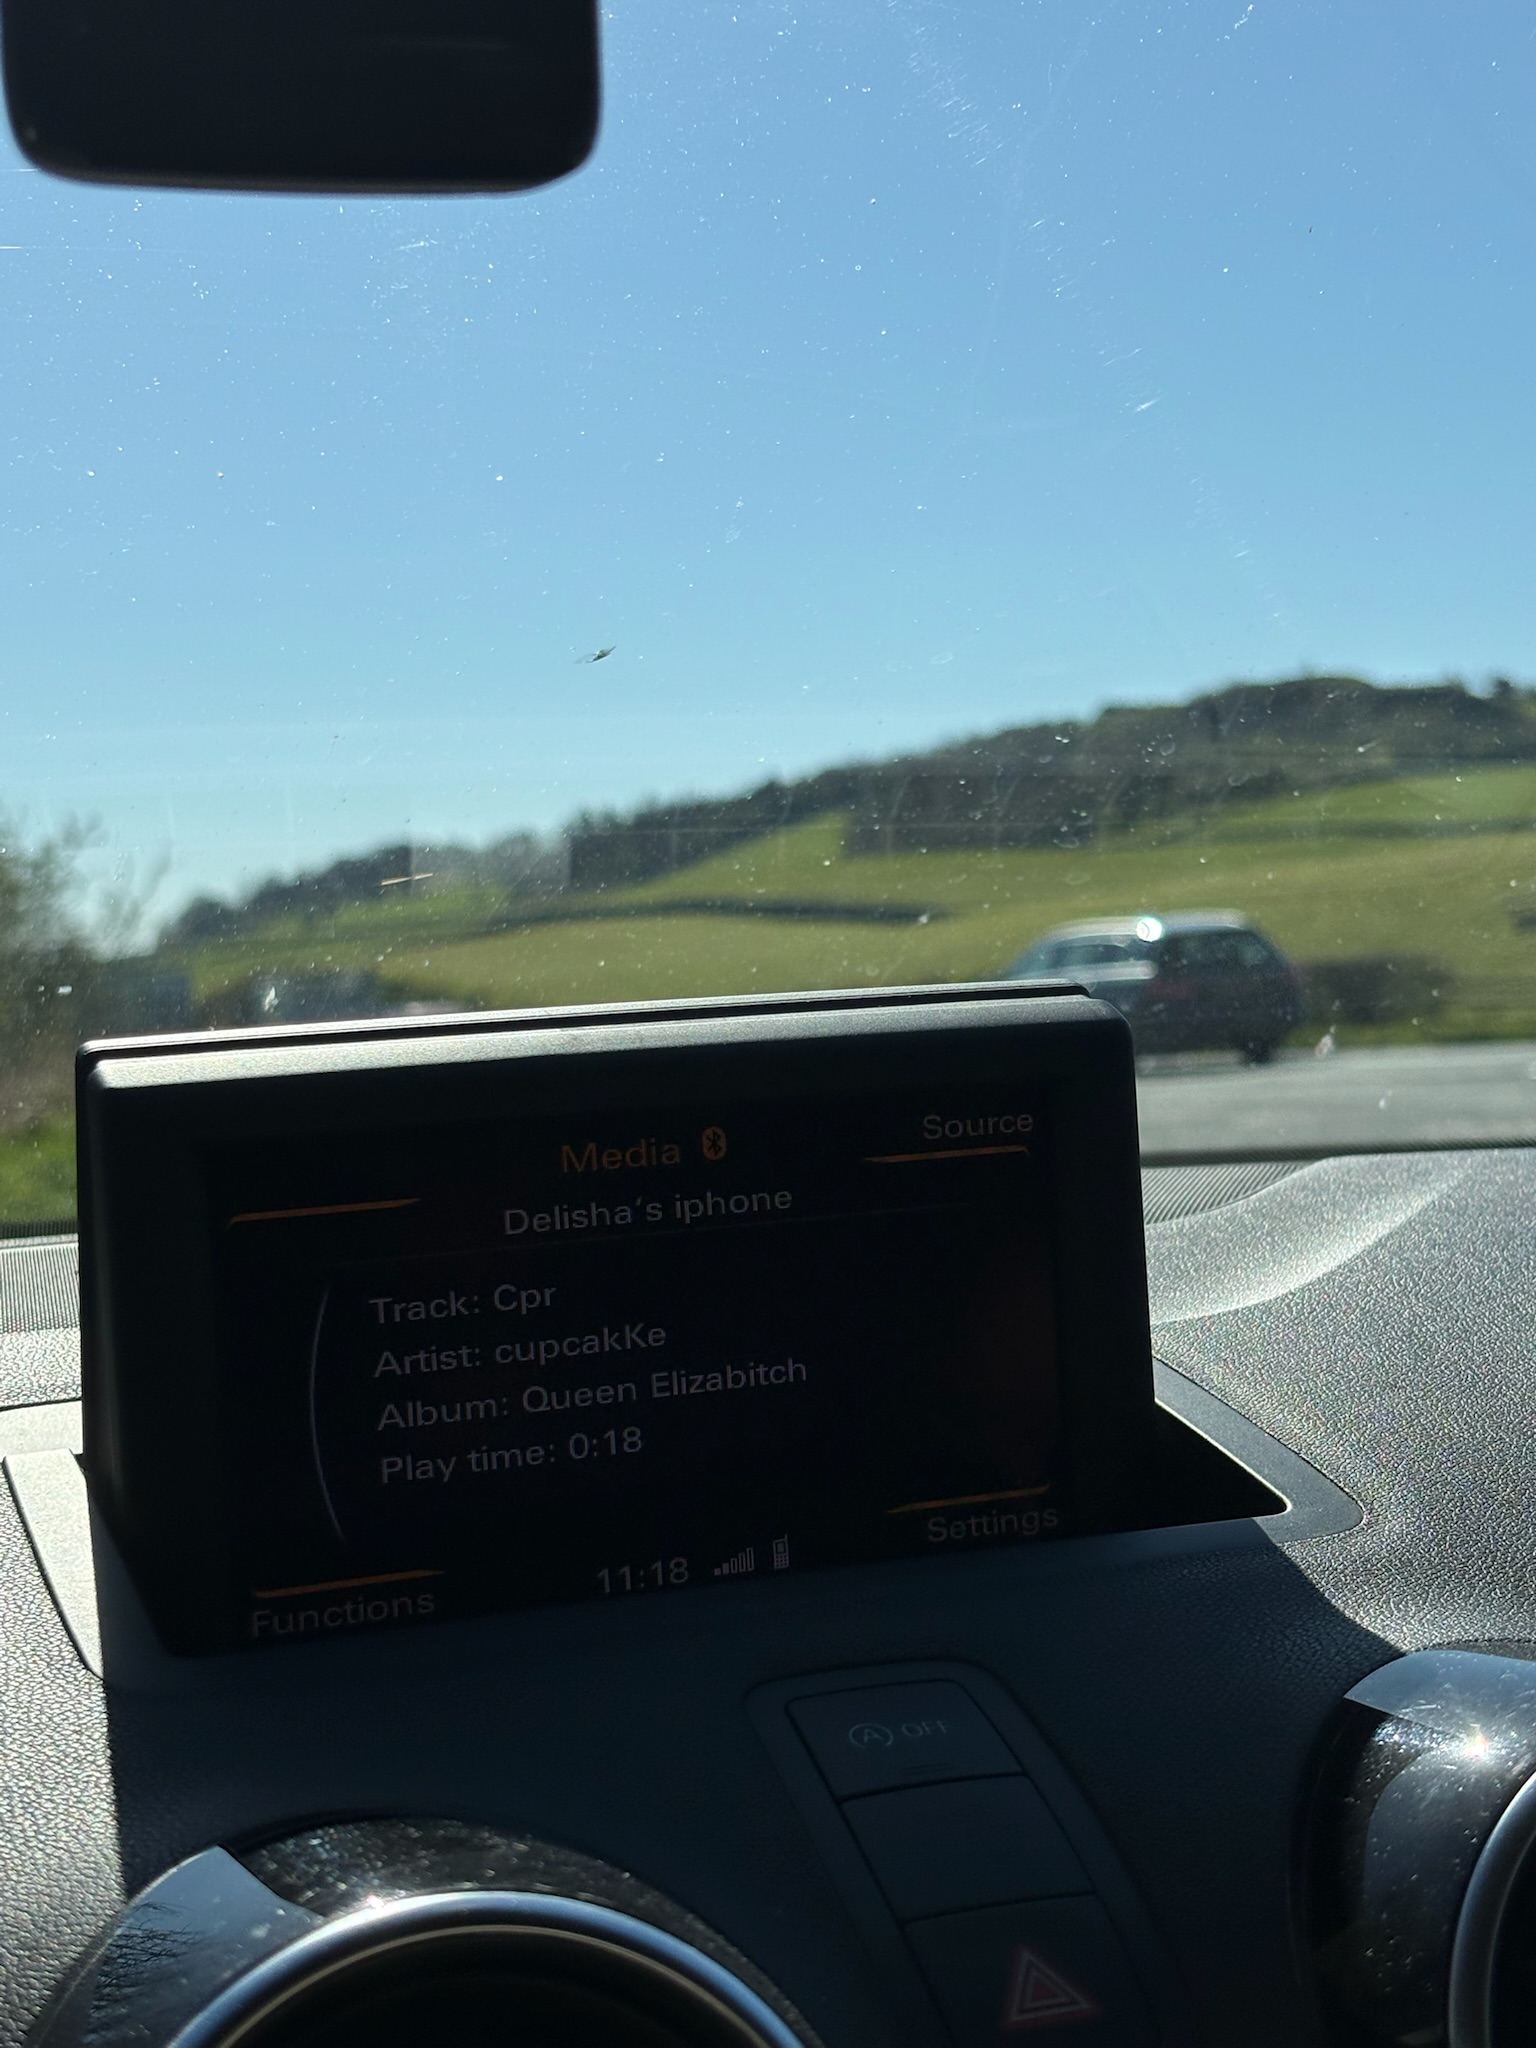 Source
Media
Delisha's iphone
Track: Cpr
Artist: cupcakKe
Album: Queen Elizabitch
Play time: 0:18
Settings
11:18
Functions
A OFF